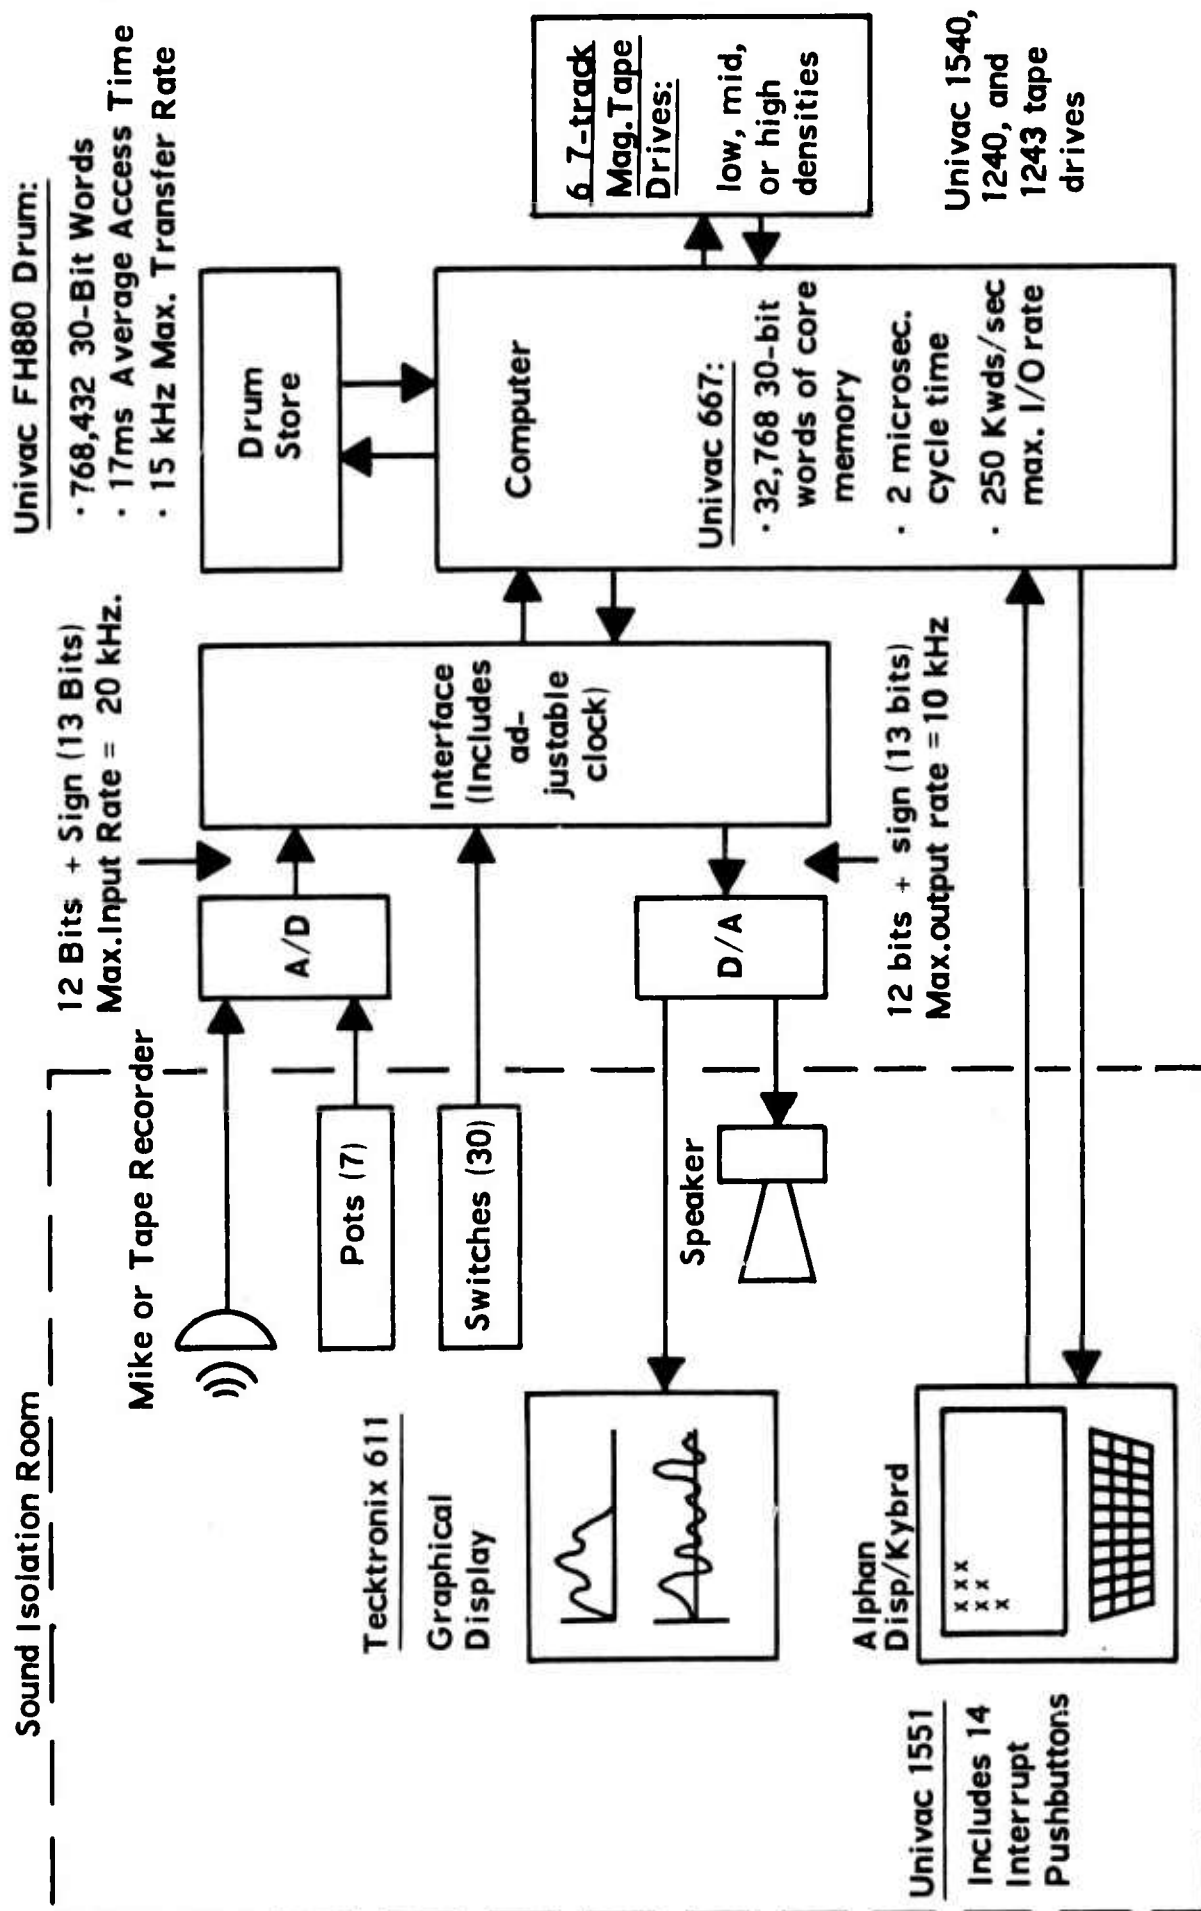 Sound Isolation Room
Mike or Tape Recorder
12 Bits + Sign (13 Bits)
Max.Input Rate = 20 kHz.
Univac FH880 Drum:
· 768,432 30-Bit Words
· 17ms Average Access Time
· 15 kHz Max. Transfer Rate
Pots (7)
Switches (30)
A/D
Interface
(Includes
ad-
justable
clock)
Drum
Store
Tecktronix 611
Graphical
Display
Speaker
D/A
12 bits + sign (13 bits)
Max.output rate = 10 kHz
Computer
Univac 667:
· 32,768 30-bit
words of core
memory
· 2 microsec.
cycle time
· 250 Kwds/sec
max. I/O rate
6 7-track
Mag.Tape
Drives:
low, mid,
or high
densities
Univac 1540,
1240, and
1243 tape
drives
Alphan
Disp/Kybrd
x x x
x x
x
Univac 1551
Includes 14
Interrupt
Pushbuttons